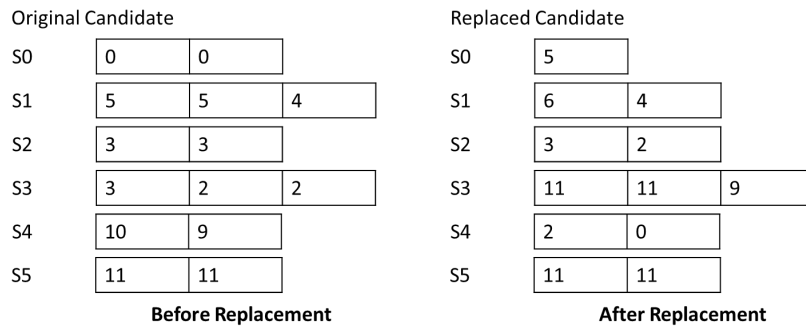 Original Candidate
S0 0 0
S1 5 5 4
S2 3 3
S3 3 2 2
S4 10 9
S5 11 11
Before Replacement
Replaced Candidate
S0 5
S1 6 4
S2 3 2
S3 11 11 9
S4 2 0
S5 11 11
After Replacement